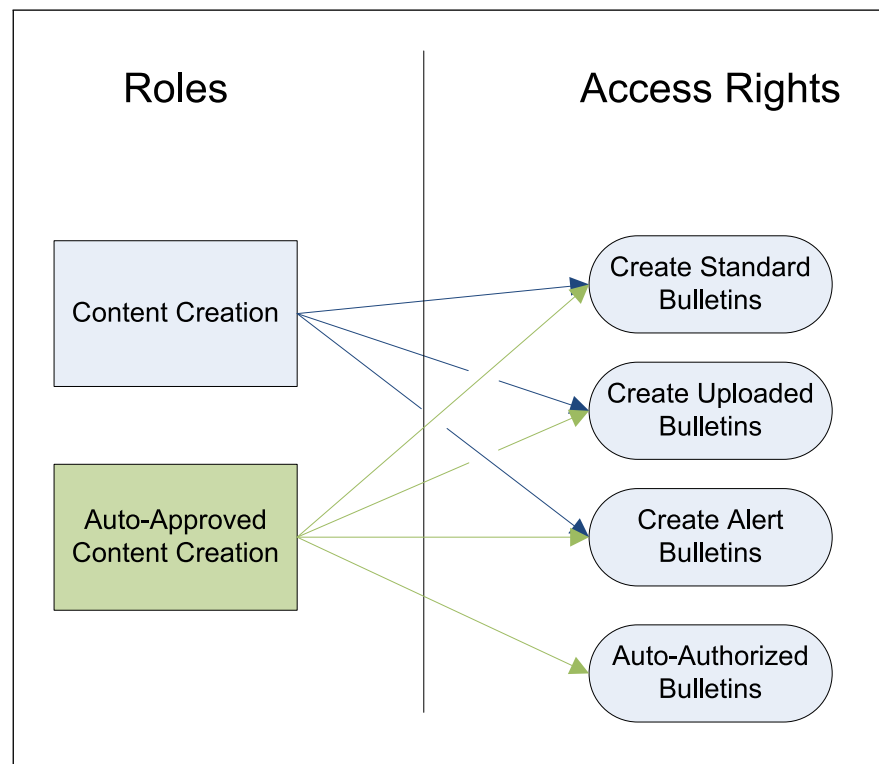 Roles
Access Rights
Content Creation
Auto-Approved
Content Creation
Create Standard
Bulletins
Create Uploaded
Bulletins
Create Alert
Bulletins
Auto-Authorized
Bulletins